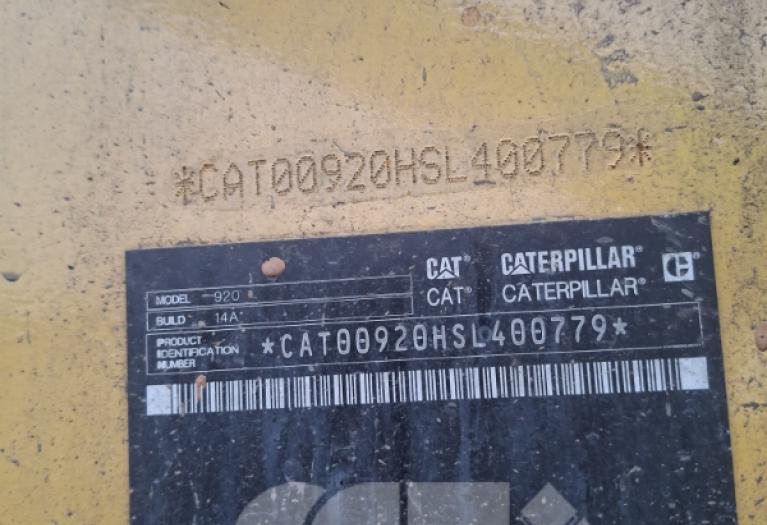 *CAT00920HSL400779*
CAT® CATERPILLAR®
CAT® CATERPILLAR®
MODEL 920
BUILD 14A
PRODUCT IDENTIFICATION NUMBER
*CAT00920HSL400779*